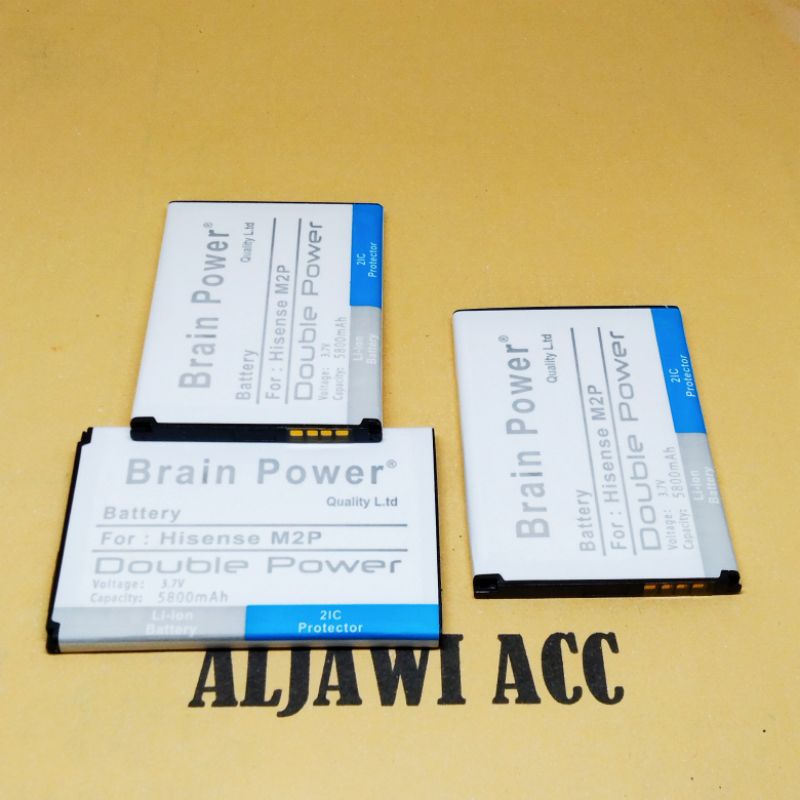 Brain Power®
Quality L.td
Battery
For : Hisense M2P
Double Power
Voltage: 3.7V
Capacity: 5800mAh
Li-ion
Battery
2IC
Protector
Brain Power®
Quality L.td
Battery
For : Hisense M2P
Double Power
Voltage: 3.7V
Capacity: 5800mAh
Li-ion
Battery
2IC
Protector
Brain Power®
Quality L.td
Battery
For : Hisense M2P
Double Power
Voltage: 3.7V
Capacity: 5800mAh
Li-ion
Battery
2IC
Protector
ALJAWI ACC